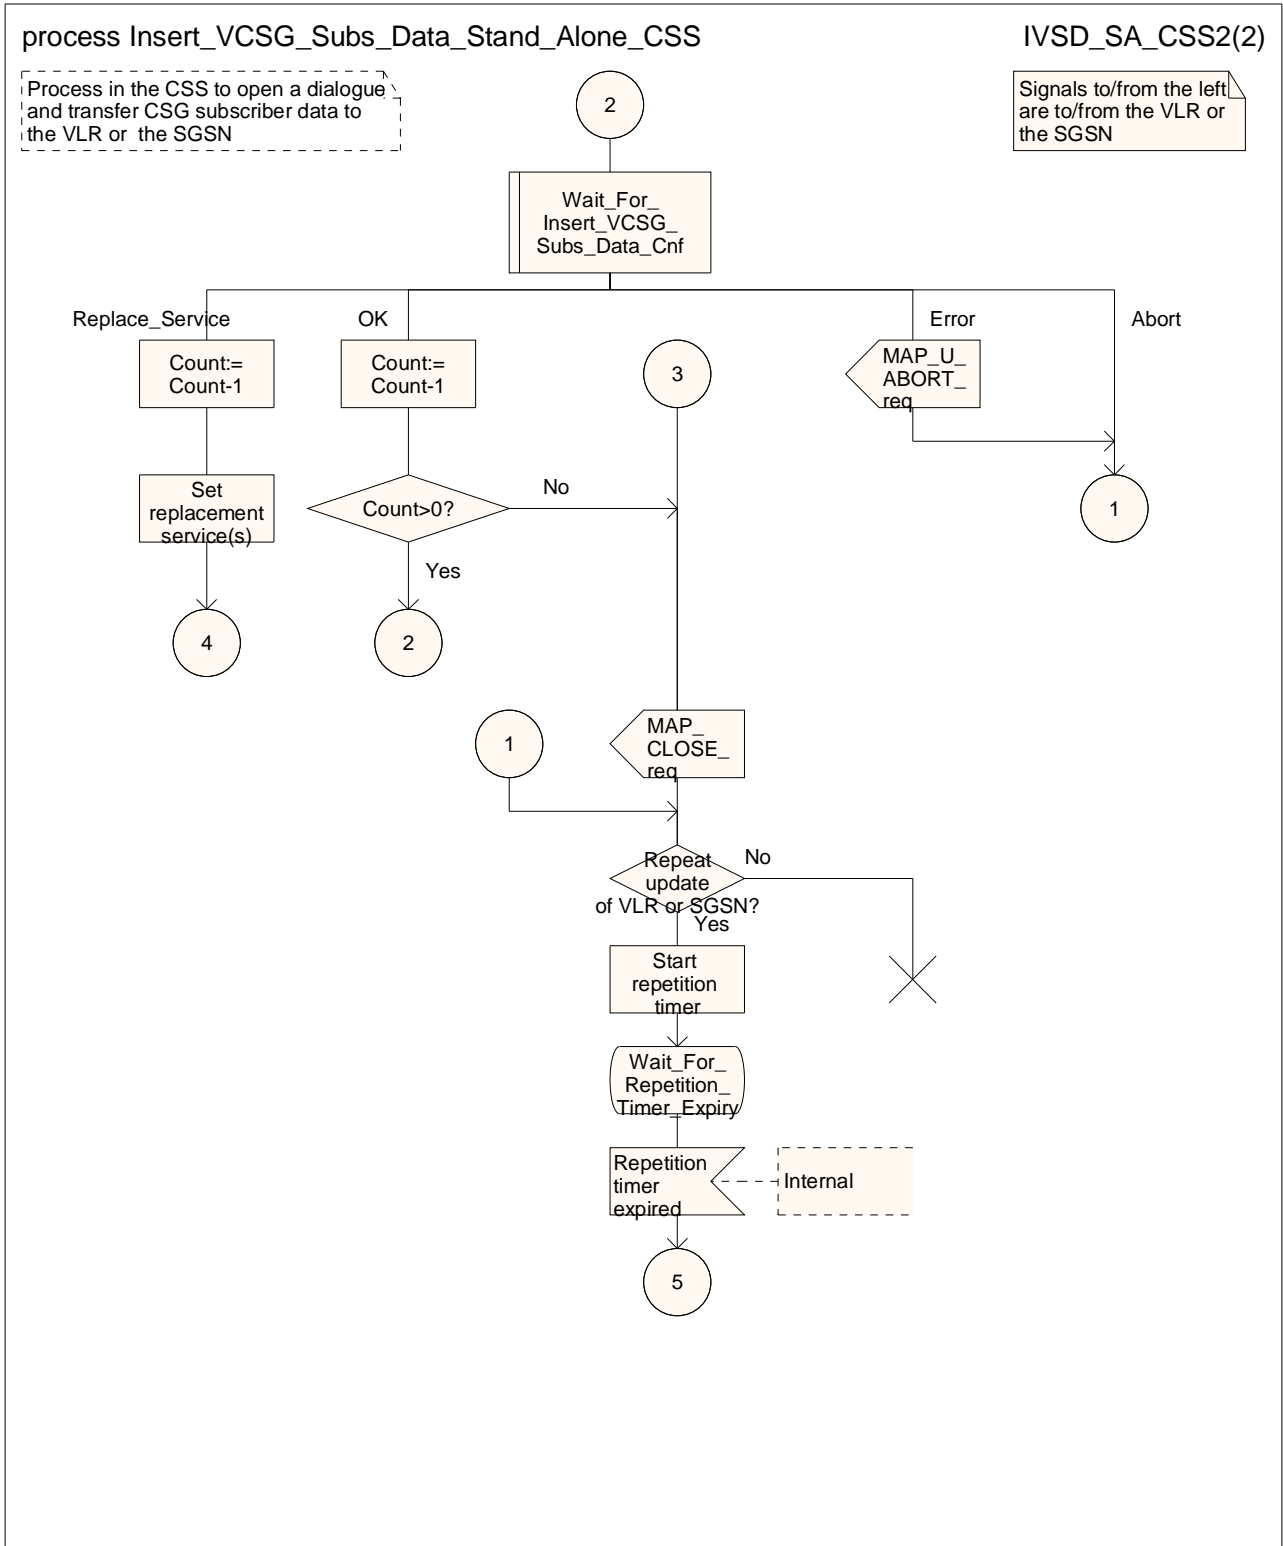 process Insert_VCSG_Subs_Data_Stand_Alone_CSS
IVSD_SA_CSS2(2)
Process in the CSS to open a dialogue
and transfer CSG subscriber data to
the VLR or the SGSN
2
Signals to/from the left
are to/from the VLR or
the SGSN
Wait_For_
Insert_VCSG_
Subs_Data_Cnf
Replace_Service
OK
Error
Abort
Count:=
Count-1
Count:=
Count-1
3
MAP_U_
ABORT_
req
Set
replacement
service(s)
Count>0?
No
1
Yes
4
2
1
MAP_
CLOSE_
req
Repeat
update
of VLR or SGSN?
No
Yes
Start
repetition
timer
Wait_For_
Repetition_
Timer_Expiry
Repetition
timer
expired
Internal
5